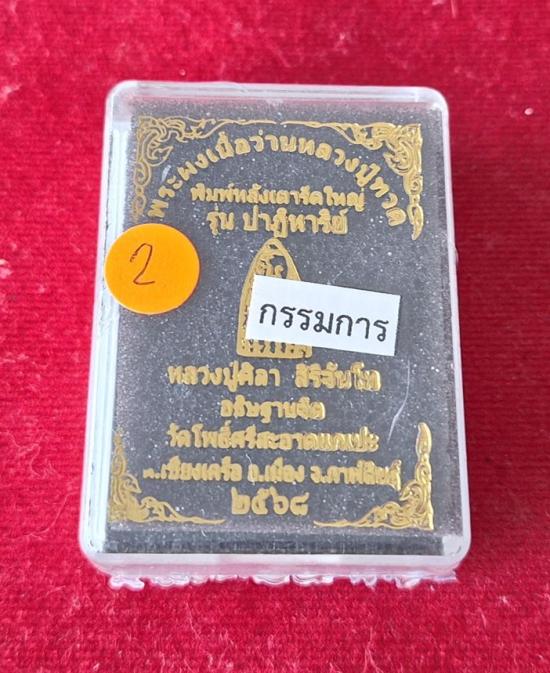 พระผงเนื้อว่านหลวงปู่ทวด
พิมพ์หลังเตารีดใหญ่
รุ่น ปาฏิหาริย์
2
กรรมการ
หลวงปู่ศิลา สิริจันโท
อธิษฐานจิต
วัดโพธิ์ศรีสะอาดแกเปะ
ต.เชียงเครือ อ.เมือง จ.กาฬสินธุ์
๒๕๖๘